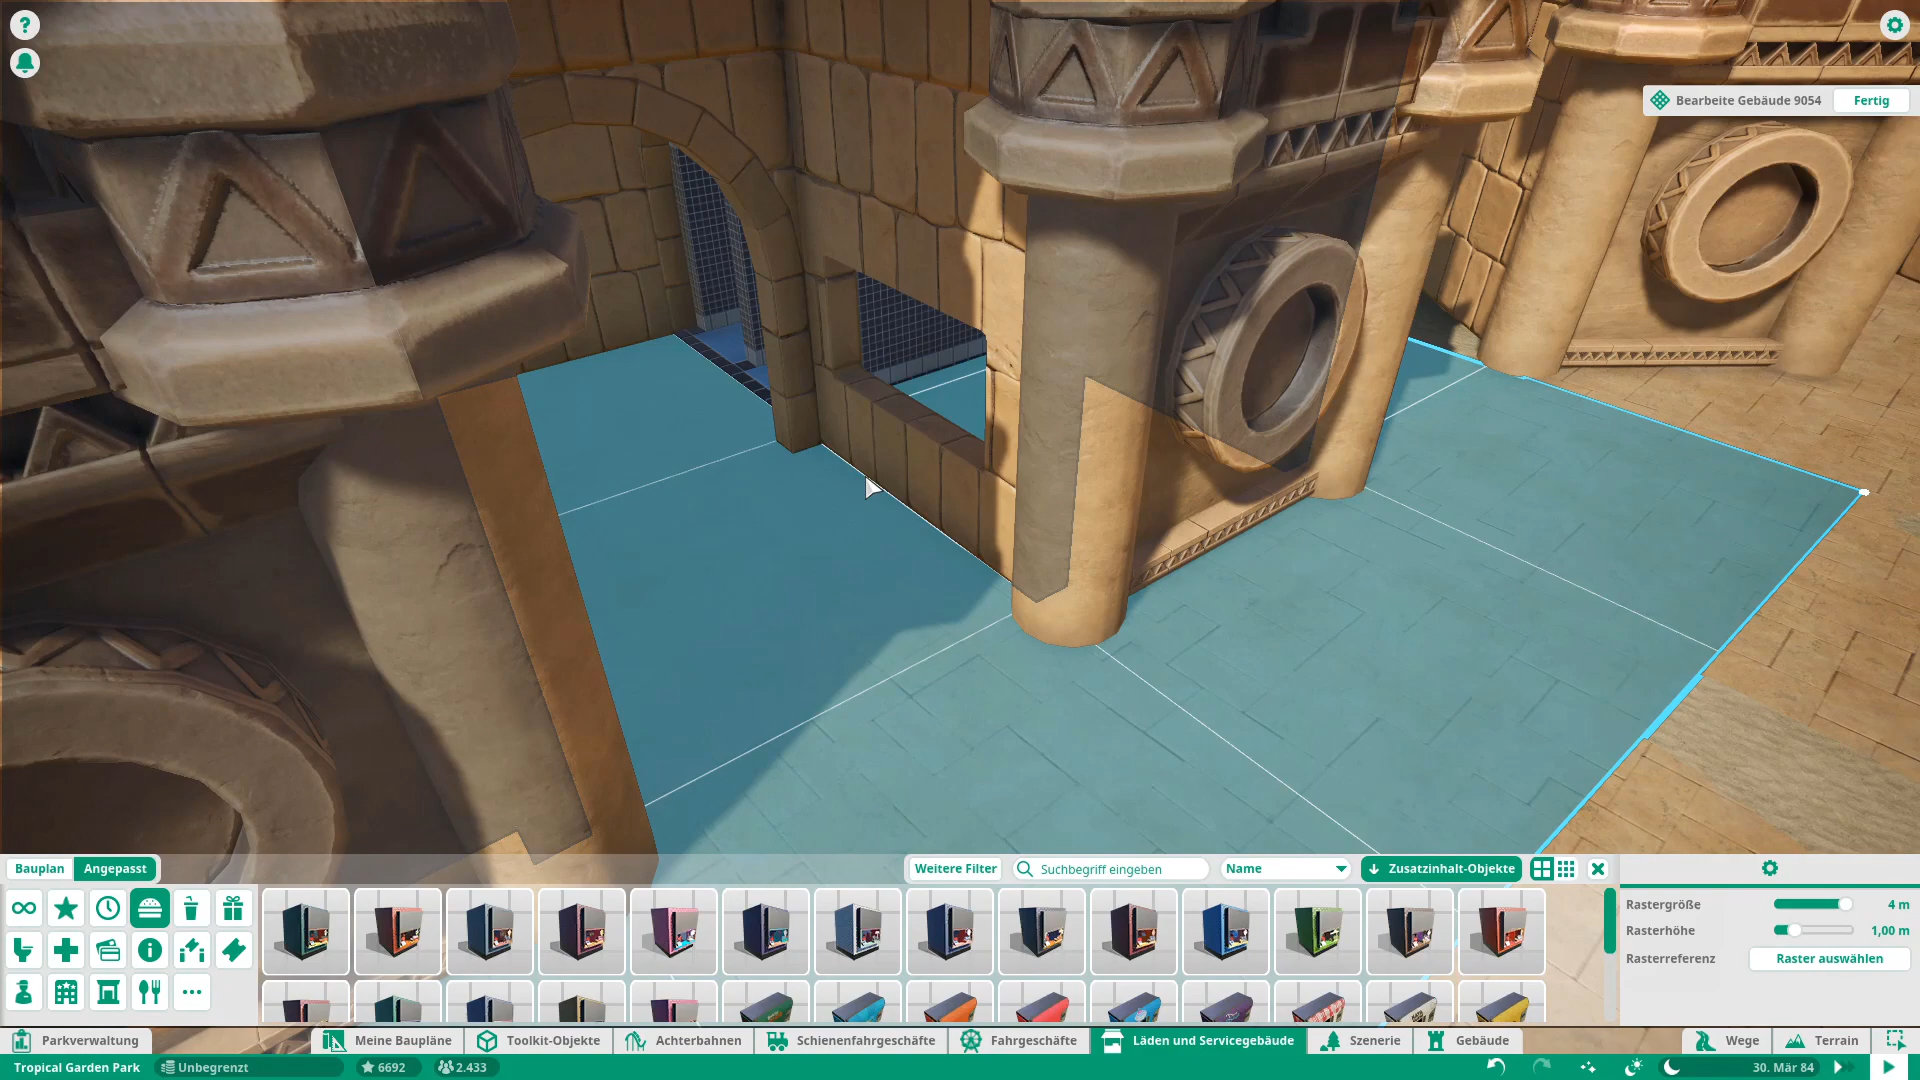 Bearbeite Gebäude 9054
Fertig
Bauplan
Angepasst
Weitere Filter
Suchbegriff eingeben
Name
Zusatzinhalt-Objekte
Rastergröße
4 m
Rasterhöhe
1,00 m
Rasterreferenz
Raster auswählen
Parkverwaltung
Meine Baupläne
Toolkit-Objekte
Achterbahnen
Schienenfahrgeschäfte
Fahrgeschäfte
Läden und Servicegebäude
Szenerie
Gebäude
Wege
Terrain
Tropical Garden Park
Unbegrenzt
6692
2.433
30. Mär 84